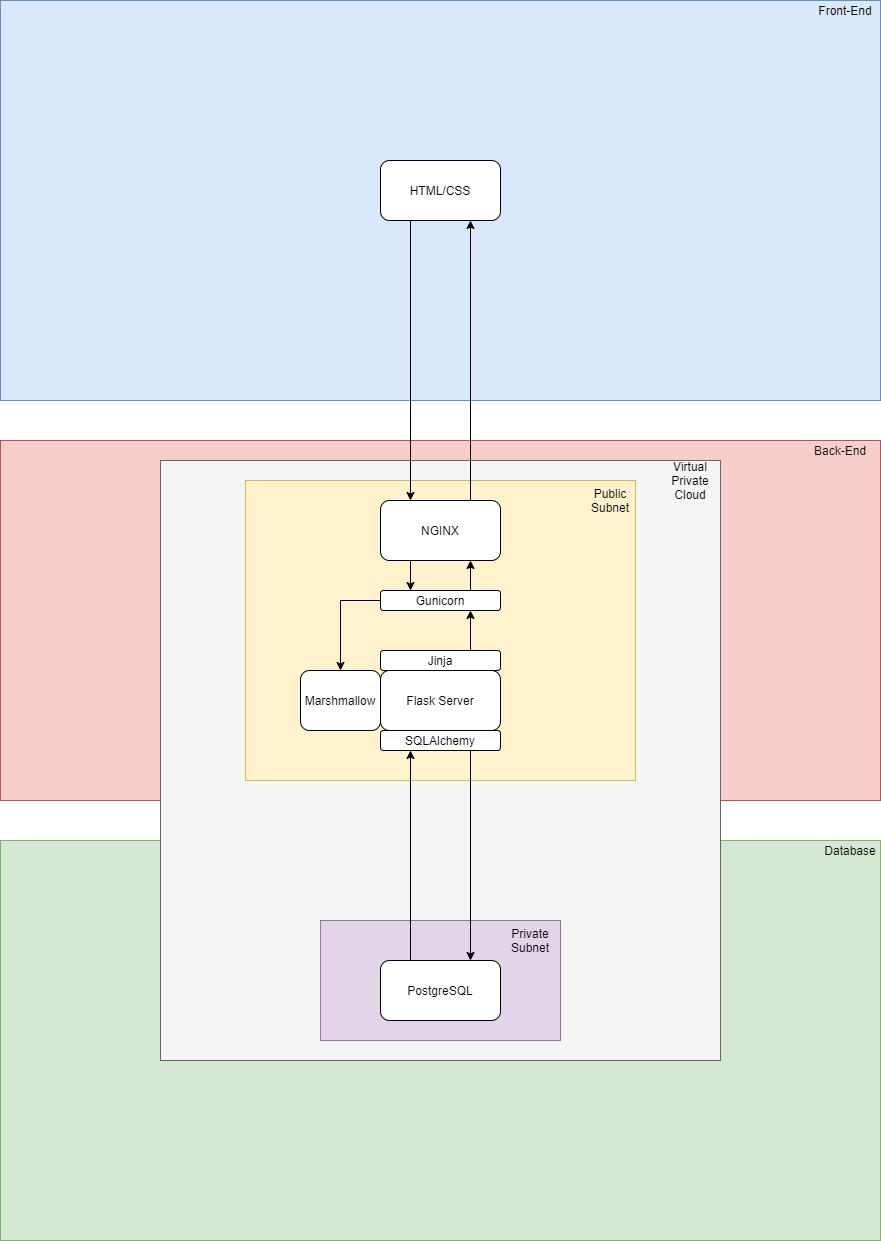 Front-End
HTML/CSS
Back-End
Virtual
Private
Cloud
Public
Subnet
NGINX
Gunicorn
Jinja
Marshmallow
Flask Server
SQLAlchemy
Database
Private
Subnet
PostgreSQL